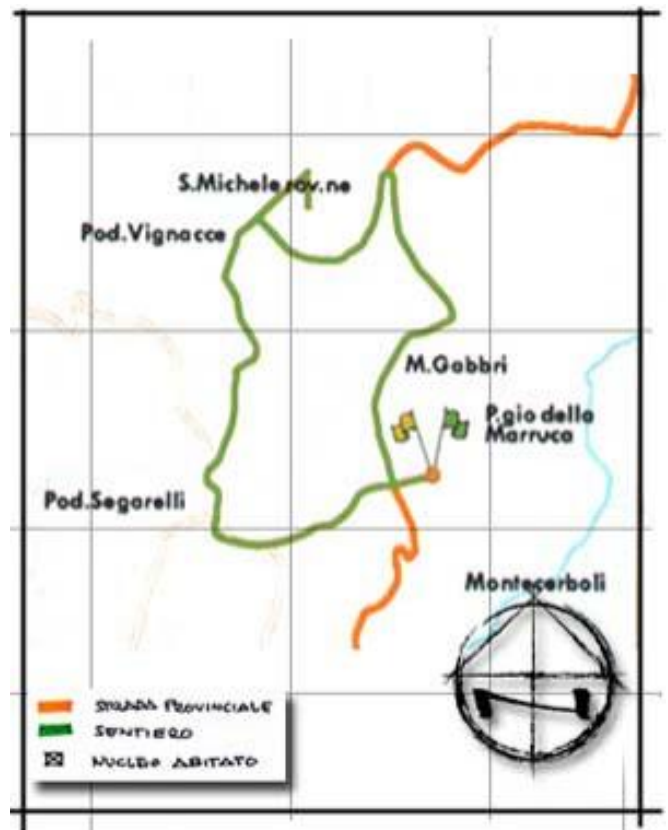 S.Michele rov.ne
Pod.Vignacce
M.Gabbri
P.gio della
Marruca
Pod.Segarelli
Montecerboli
STRADA PROVINCIALE
SENTIERO
NUCLEO ABITATO